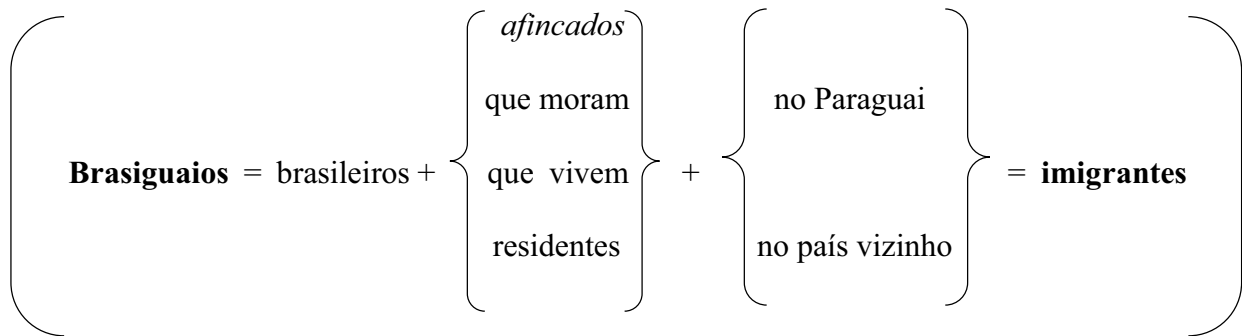 afincados
que moram no Paraguai
Brasiguaios = brasileiros + que vivem + = imigrantes
residentes no país vizinho